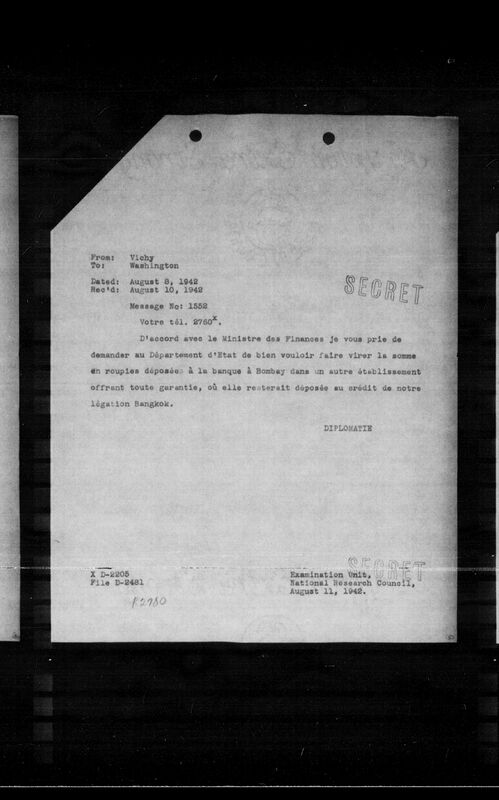 From: Vichy
To: Washington
Dated: August 8, 1942
Rec'd: August 10, 1942
SECRET
Message No: 1552
Votre tél. 2760X.
D'accord avec le Ministre des Finances je vous prie de
demander au Département d'Etat de bien vouloir faire virer la somme
en roupies déposées à la banque à Bombay dans un autre établissement
offrant toute garantie, où elle resterait déposée au crédit de notre
légation Bangkok.
DIPLOMATIE
SECRET
X D-2205
File D-2481
Examination Unit,
National Research Council,
August 11, 1942.